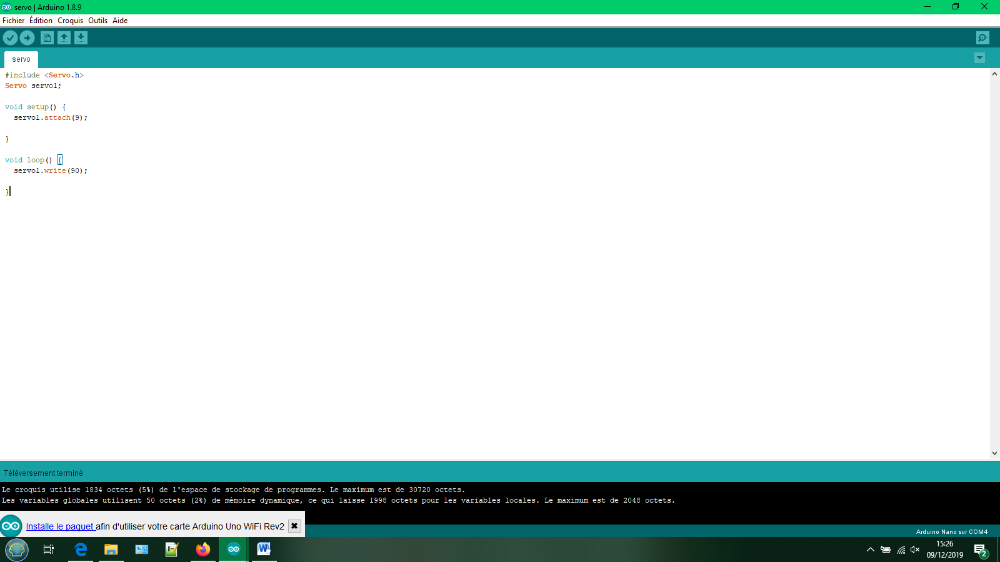 servo | Arduino 1.8.9
Fichier Édition Croquis Outils Aide
servo
#include <Servo.h>
Servo servo1;
void setup() {
servo1.attach(9);
}
void loop() {
servo1.write(90);
}
Téléversement terminé
Le croquis utilise 1834 octets (5%) de l'espace de stockage de programmes. Le maximum est de 30720 octets.
Les variables globales utilisent 50 octets (2%) de mémoire dynamique, ce qui laisse 1998 octets pour les variables locales. Le maximum est de 2048 octets.
Installe le paquet afin d'utiliser votre carte Arduino Uno WiFi Rev2
Arduino Nano sur COM4
15:26
09/12/2019
2